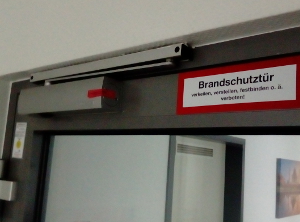 Brandschutztür
verkeilen, verstellen, festbinden o. ä.
verboten!